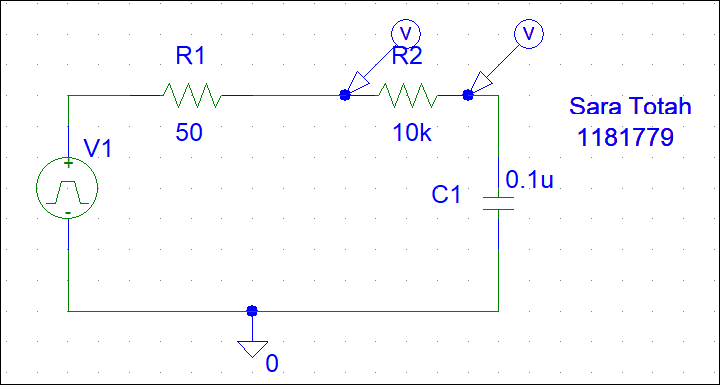 V
V
R1
R2
50
10k
Sara Totah
1181779
V1
+
-
C1
0.1u
0